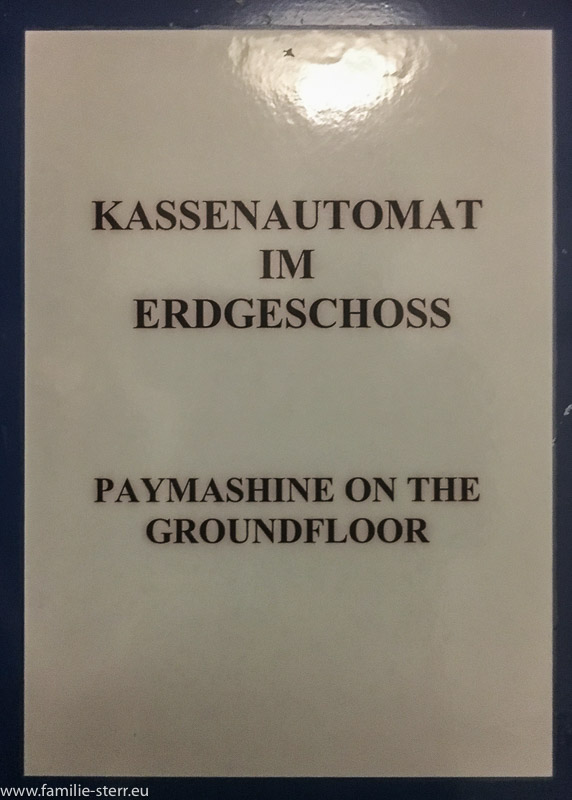 KASSENAUTOMAT
IM
ERDGESCHOSS
PAYMASHINE ON THE
GROUNDFLOOR
www.familie-sterr.eu